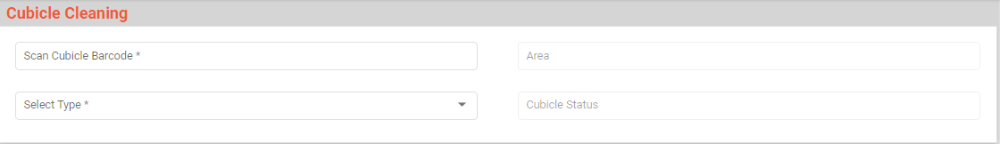 Cubicle Cleaning
Scan Cubicle Barcode *
Area
Select Type *
Cubicle Status